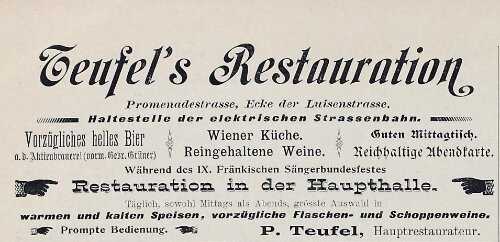 Teufel's Restauration
Promenadestrasse, Ecke der Luisenstrasse.
Haltestelle der elektrischen Strassenbahn.
Vorzügliches helles Bier
a. d. Aktienbrauerei (vorm. Gebr. Grüner)
Wiener Küche.
Reingehaltene Weine.
Guten Mittagtisch.
Reichhaltige Abendkarte.
Während des IX. Fränkischen Sängerbundesfestes
Restauration in der Haupthalle.
Täglich, sowohl Mittags als Abends, grösste Auswahl in
warmen und kalten Speisen, vorzügliche Flaschen- und Schoppenweine.
Prompte Bedienung.
P. Teufel, Hauptrestaurateur.